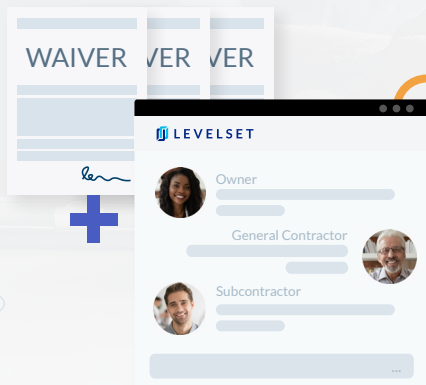 WAIVER
VER
VER
LEVELSET
Owner
General Contractor
Subcontractor
...